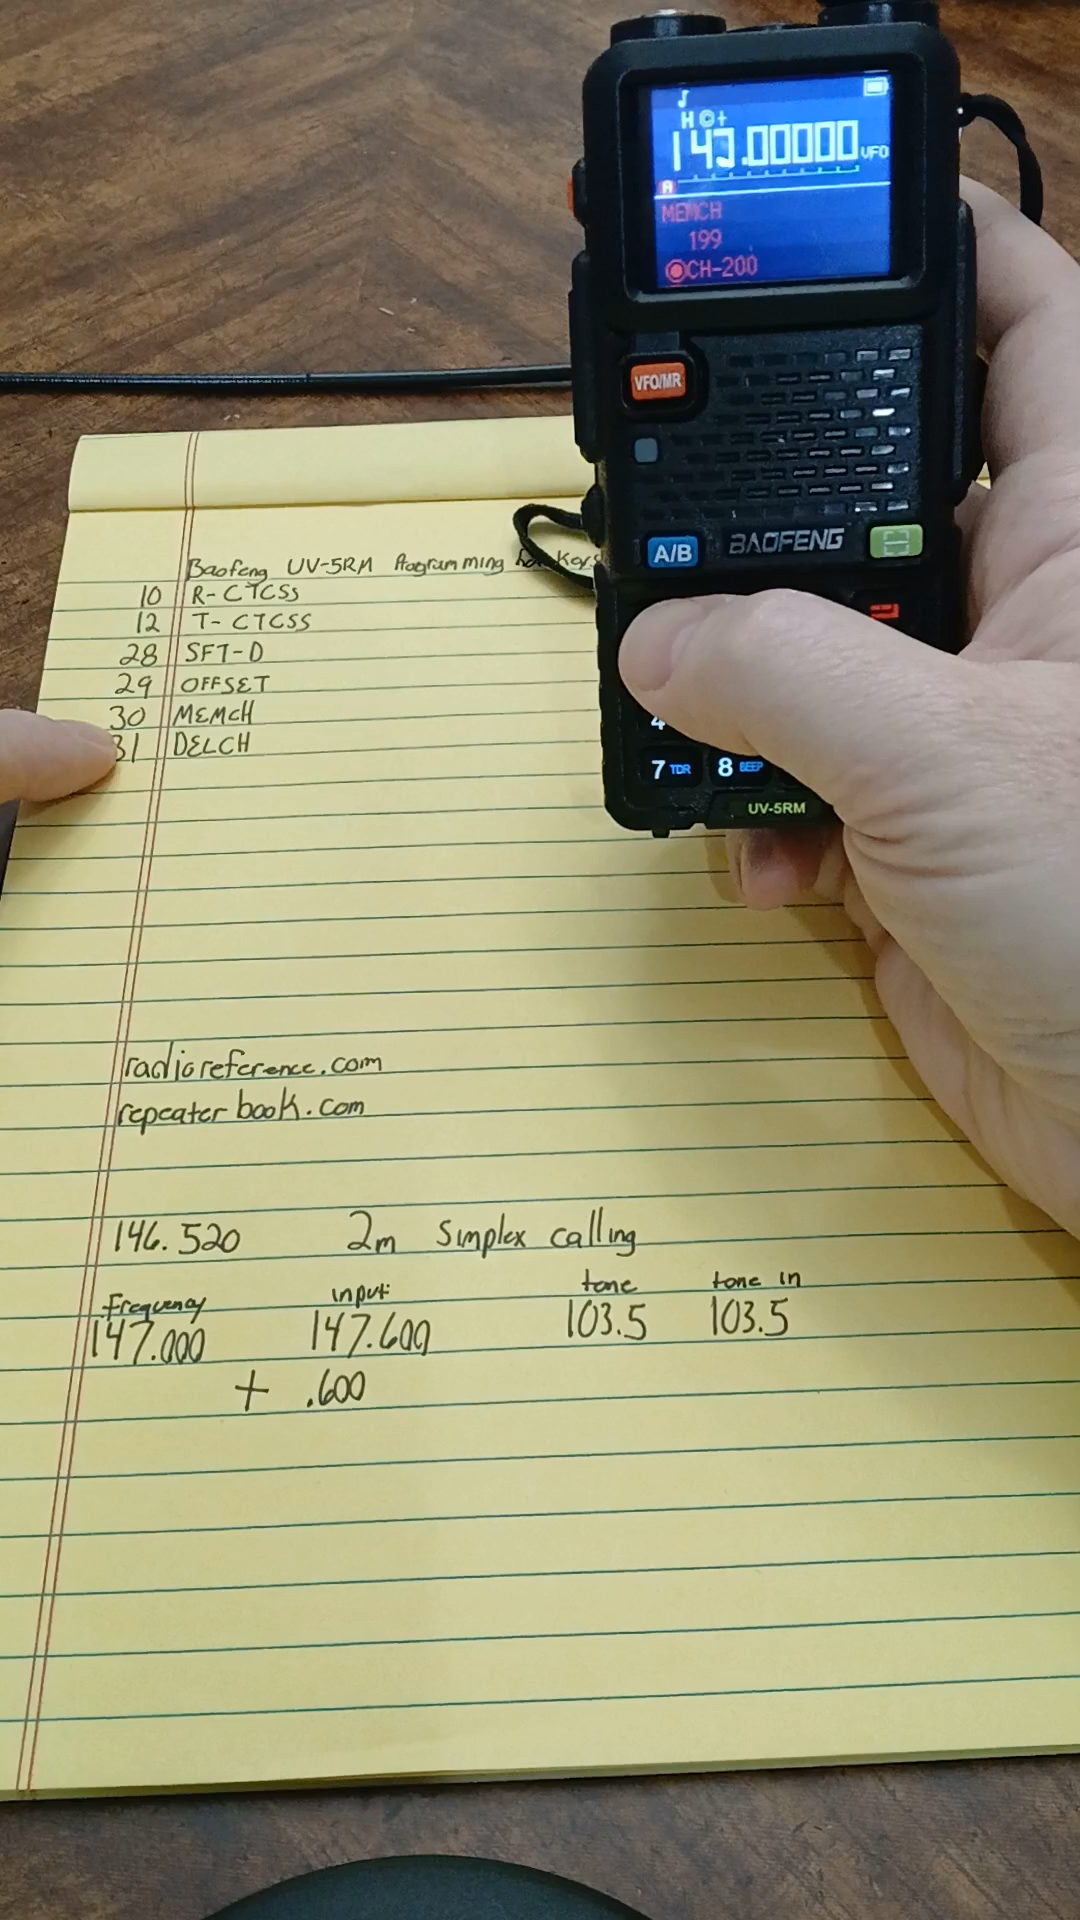 H C +
142.00000 VFO
A
MEMCH
199
CH-200
VFO/MR
A/B BAOFENG
4
7 TDR 8 BEEP
UV-5RM
Baofeng UV-5RM Programming
10 R-CTCSS
12 T-CTCSS
28 SFT-D
29 OFFSET
30 MEMCH
31 DELCH
radioreference.com
repeaterbook.com
146.520 2m Simplex calling
Frequency input tone tone in
147.000 147.600 103.5 103.5
+ .600